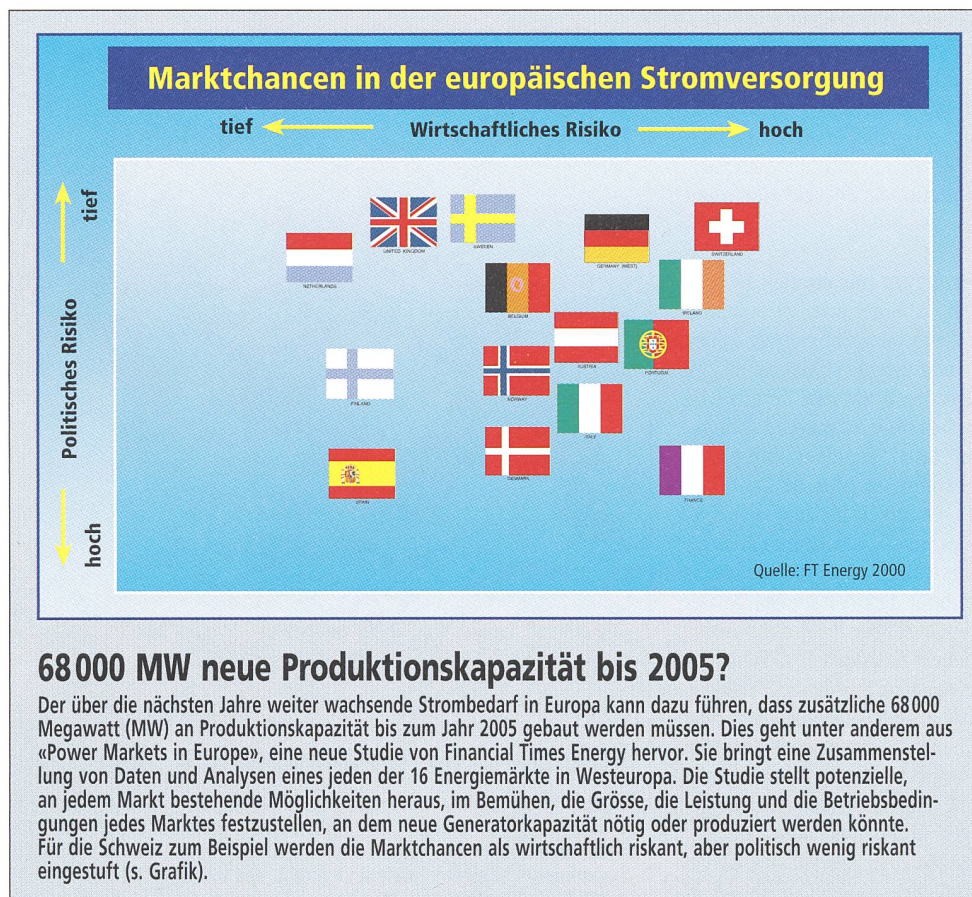 Marktchancen in der europäischen Stromversorgung
tief Wirtschaftliches Risiko hoch
tief
Politisches Risiko
hoch
UNITED KINGDOM
SWEDEN
NETHERLANDS
GERMANY (WEST)
SWITZERLAND
BELGIUM
IRELAND
AUSTRIA
PORTUGAL
FINLAND
NORWAY
ITALY
DENMARK
SPAIN
FRANCE
Quelle: FT Energy 2000
68 000 MW neue Produktionskapazität bis 2005?
Der über die nächsten Jahre weiter wachsende Strombedarf in Europa kann dazu führen, dass zusätzliche 68 000
Megawatt (MW) an Produktionskapazität bis zum Jahr 2005 gebaut werden müssen. Dies geht unter anderem aus
«Power Markets in Europe», eine neue Studie von Financial Times Energy hervor. Sie bringt eine Zusammenstel-
lung von Daten und Analysen eines jeden der 16 Energiemärkte in Westeuropa. Die Studie stellt potenzielle,
an jedem Markt bestehende Möglichkeiten heraus, im Bemühen, die Grösse, die Leistung und die Betriebsbedin-
gungen jedes Marktes festzustellen, an dem neue Generatorkapazität nötig oder produziert werden könnte.
Für die Schweiz zum Beispiel werden die Marktchancen als wirtschaftlich riskant, aber politisch wenig riskant
eingestuft (s. Grafik).